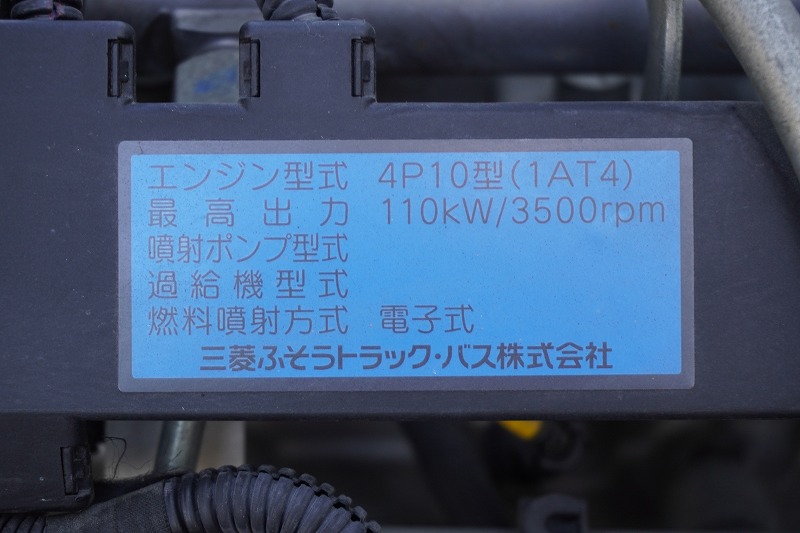 エンジン型式 4P10型(1AT4)
最高出力 110kW/3500rpm
噴射ポンプ型式
過給機型式
燃料噴射方式 電子式
三菱ふそうトラック・バス株式会社